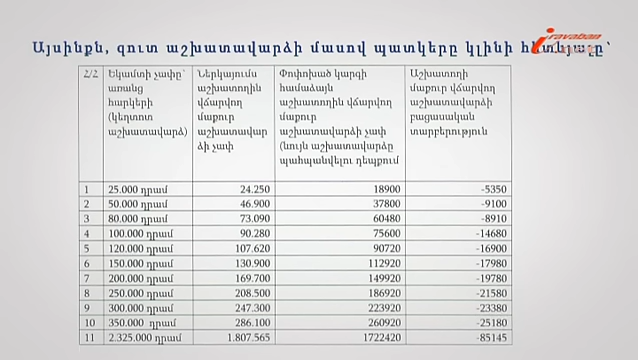 iravaban
Այսինքն, զուտ աշխատավարձի մասով պատկերը կլինի հետևյալը՝
Հ/Հ Եկամտի չափը՝ առանց հարկերի (կեղտոտ աշխատավարձ) Ներկայումս աշխատողին վճարվող մաքուր աշխատավարձի չափ Փոփոխած կարգի համաձայն աշխատողին վճարվող մաքուր աշխատավարձի չափ (նույն աշխատավարձը պահպանվելու դեպքում Աշխատողի մաքուր վճարվող աշխատավարձի բացասական տարբերություն
1 25.000 դրամ 24.250 18900 -5350
2 50.000 դրամ 46.900 37800 -9100
3 80.000 դրամ 73.090 60480 -8910
4 100.000 դրամ 90.280 75600 -14680
5 120.000 դրամ 107.620 90720 -16900
6 150.000 դրամ 130.900 112920 -17980
7 200.000 դրամ 169.700 149920 -19780
8 250.000 դրամ 208.500 186920 -21580
9 300.000 դրամ 247.300 223920 -23380
10 350.000 դրամ 286.100 260920 -25180
11 2.325.000 դրամ 1.807.565 1722420 -85145